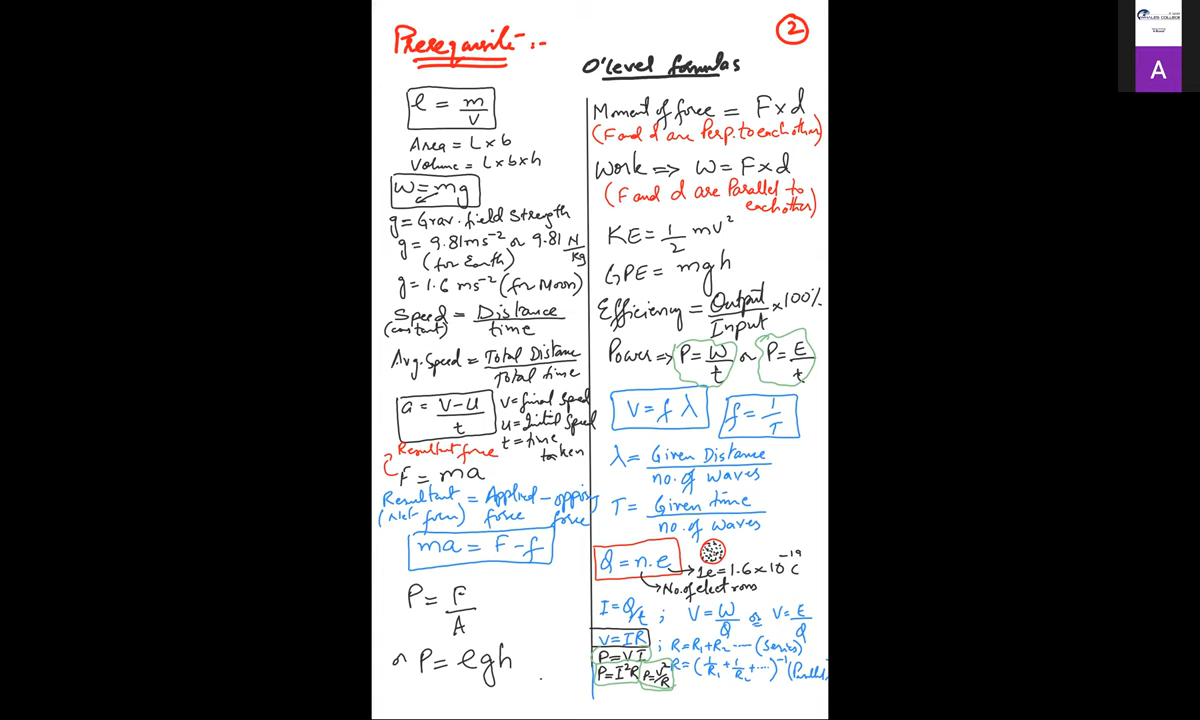 Prerequisite :-
2
O'level formulas
ρ = m/v
Area = L × b
Volume = L × b × h
W = mg
g = Grav. field Strength
g = 9.81 ms⁻² or 9.81 N/kg
(for Earth)
g = 1.6 ms⁻² (for Moon)
Speed = Distance/time
(constant)
Avg. Speed = Total Distance/Total time
a = V-u/t
V = final Speed
u = Initial Speed
t = time taken
Resultant force
F = ma
Resultant = Applied - opposing
(Net force) force force
ma = F - f
P = F/A
or P = ρgh
Moment of force = F × d
(F and d are Perp. to each other)
Work => W = F × d
(F and d are Parallel to
each other)
KE = 1/2 mv²
GPE = mgh
Efficiency = Output/Input × 100%
Power => P = W/t or P = E/t
V = f λ
f = 1/T
λ = Given Distance/no. of waves
T = Given time/no. of waves
Q = n.e
1e = 1.6 × 10⁻¹⁹ C
No. of electrons
I = Q/t ; V = W/Q or V = E/Q
V = IR ; R = R₁ + R₂ ---- (Series)
P = VI
P = I²R P = V²/R
R = (1/R₁ + 1/R₂ + ....)⁻¹ (Parallel
WHALES COLLEGE
A